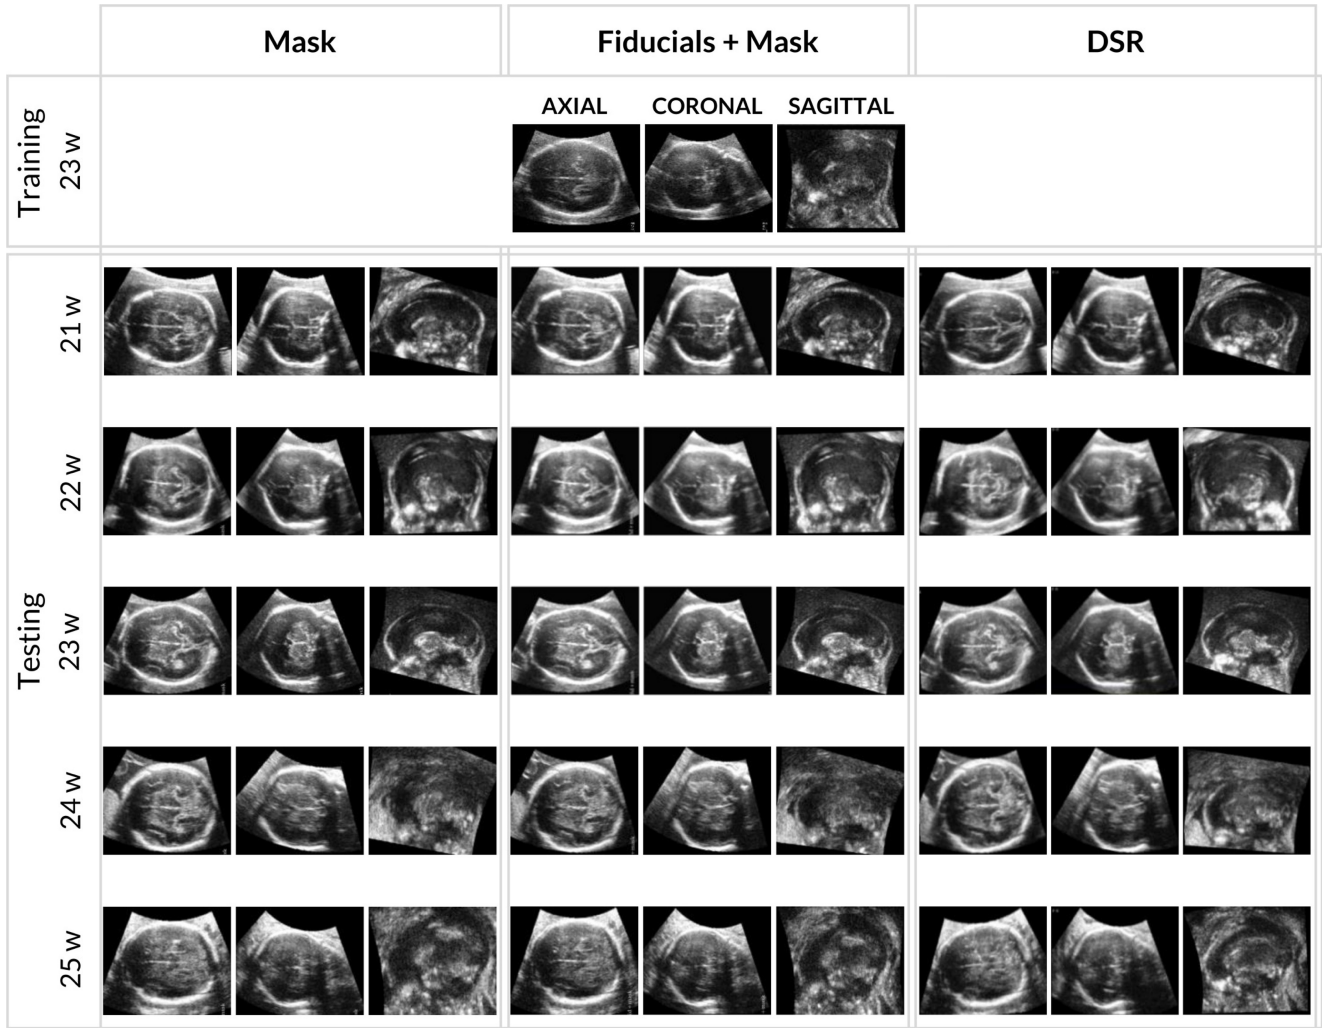 Mask
Fiducials + Mask
DSR
Training
23 w
AXIAL
CORONAL
SAGITTAL
Testing
21 w
22 w
23 w
24 w
25 w